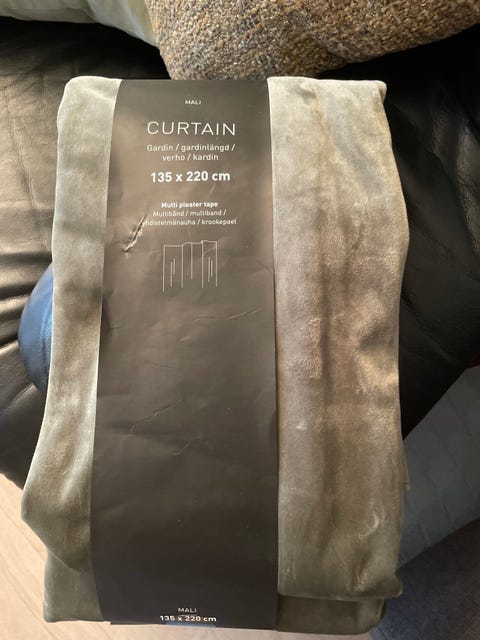 MALI
CURTAIN
Gardin / gardinlängd /
verho / kardin
135 x 220 cm
Multi pleater tape
Multibånd / multiband /
hdistelmänauha / krookepael
MALI
135 x 220 cm